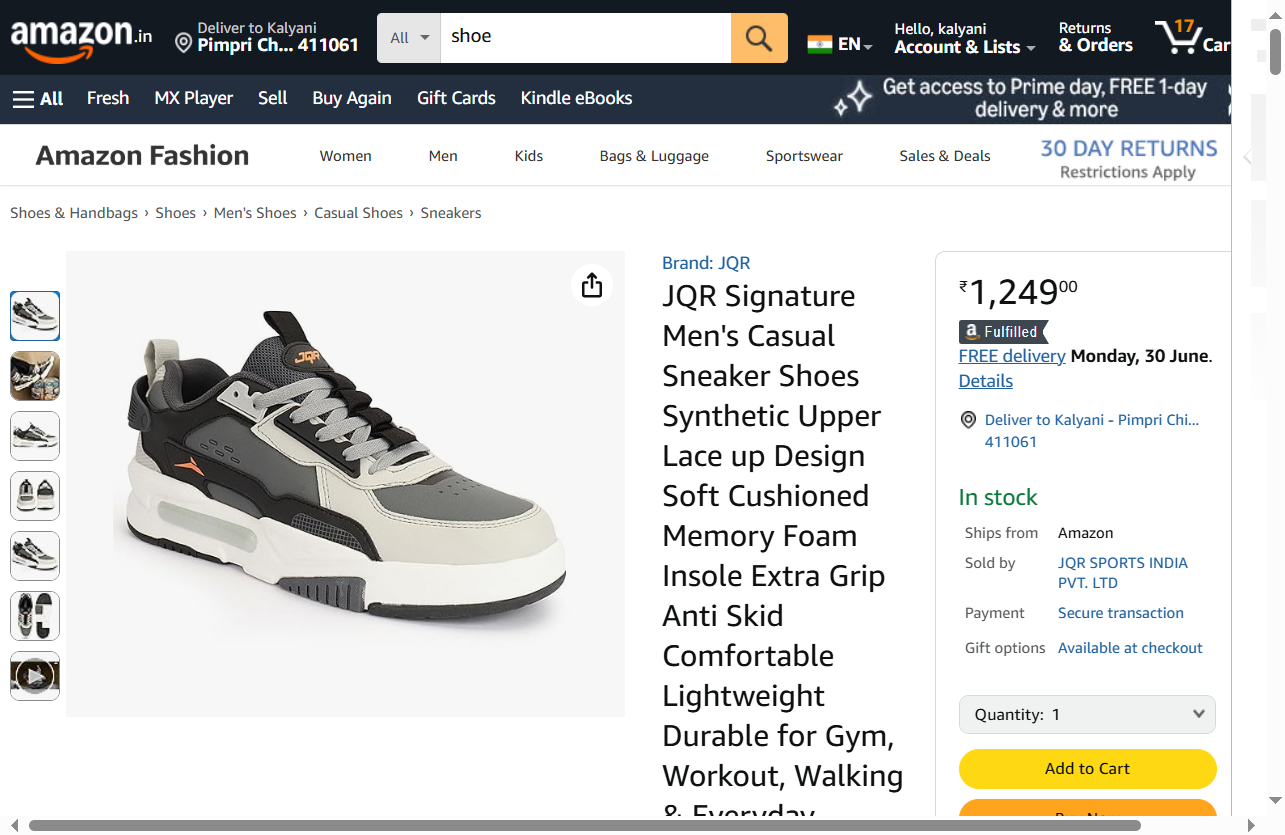 amazon.in
Deliver to Kalyani
Pimpri Ch... 411061
All
shoe
EN
Hello, kalyani
Account & Lists
Returns
& Orders
17
Car
All
Fresh
MX Player
Sell
Buy Again
Gift Cards
Kindle eBooks
Get access to Prime day, FREE 1-day
delivery & more
Amazon Fashion
Women
Men
Kids
Bags & Luggage
Sportswear
Sales & Deals
30 DAY RETURNS
Restrictions Apply
Shoes & Handbags › Shoes › Men's Shoes › Casual Shoes › Sneakers
JQR
Brand: JQR
JQR Signature
Men's Casual
Sneaker Shoes
Synthetic Upper
Lace up Design
Soft Cushioned
Memory Foam
Insole Extra Grip
Anti Skid
Comfortable
Lightweight
Durable for Gym,
Workout, Walking
& Everyday
₹1,24900
a Fulfilled
FREE delivery Monday, 30 June.
Details
Deliver to Kalyani - Pimpri Chi...
411061
In stock
Ships from Amazon
Sold by JQR SPORTS INDIA
PVT. LTD
Payment Secure transaction
Gift options Available at checkout
Quantity: 1
Add to Cart
Buy Now